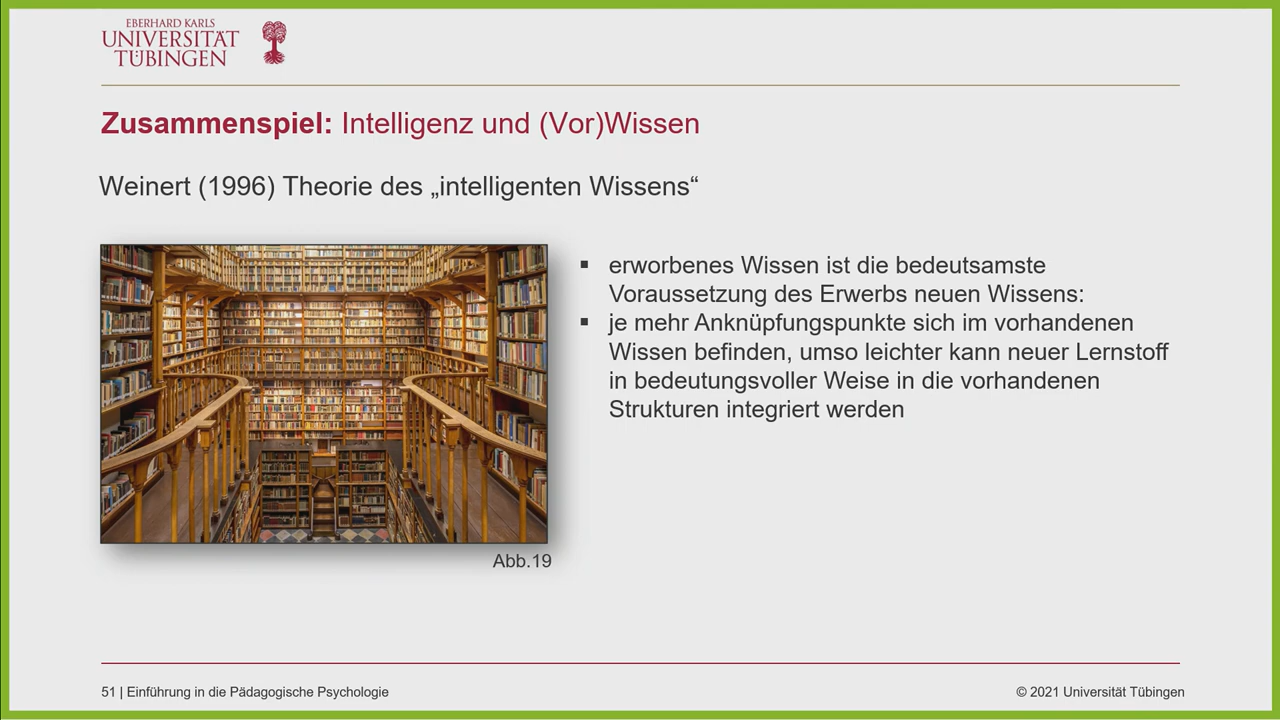 EBERHARD KARLS
UNIVERSITÄT
TÜBINGEN
Zusammenspiel: Intelligenz und (Vor)Wissen
Weinert (1996) Theorie des „intelligenten Wissens“
▪ erworbenes Wissen ist die bedeutsamste
Voraussetzung des Erwerbs neuen Wissens:
▪ je mehr Anknüpfungspunkte sich im vorhandenen
Wissen befinden, umso leichter kann neuer Lernstoff
in bedeutungsvoller Weise in die vorhandenen
Strukturen integriert werden
Abb.19
51 | Einführung in die Pädagogische Psychologie
© 2021 Universität Tübingen